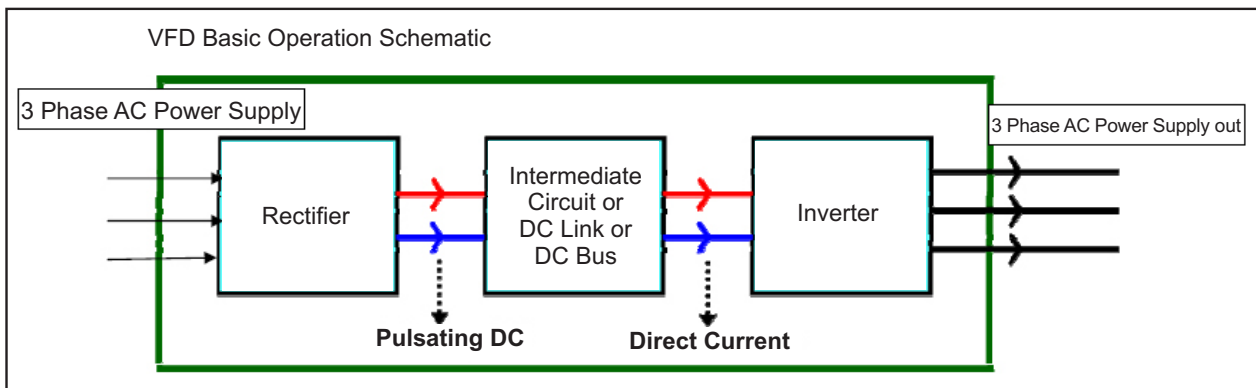 VFD Basic Operation Schematic
3 Phase AC Power Supply
3 Phase AC Power Supply out
Rectifier
Intermediate
Circuit or
DC Link or
DC Bus
Inverter
Pulsating DC
Direct Current